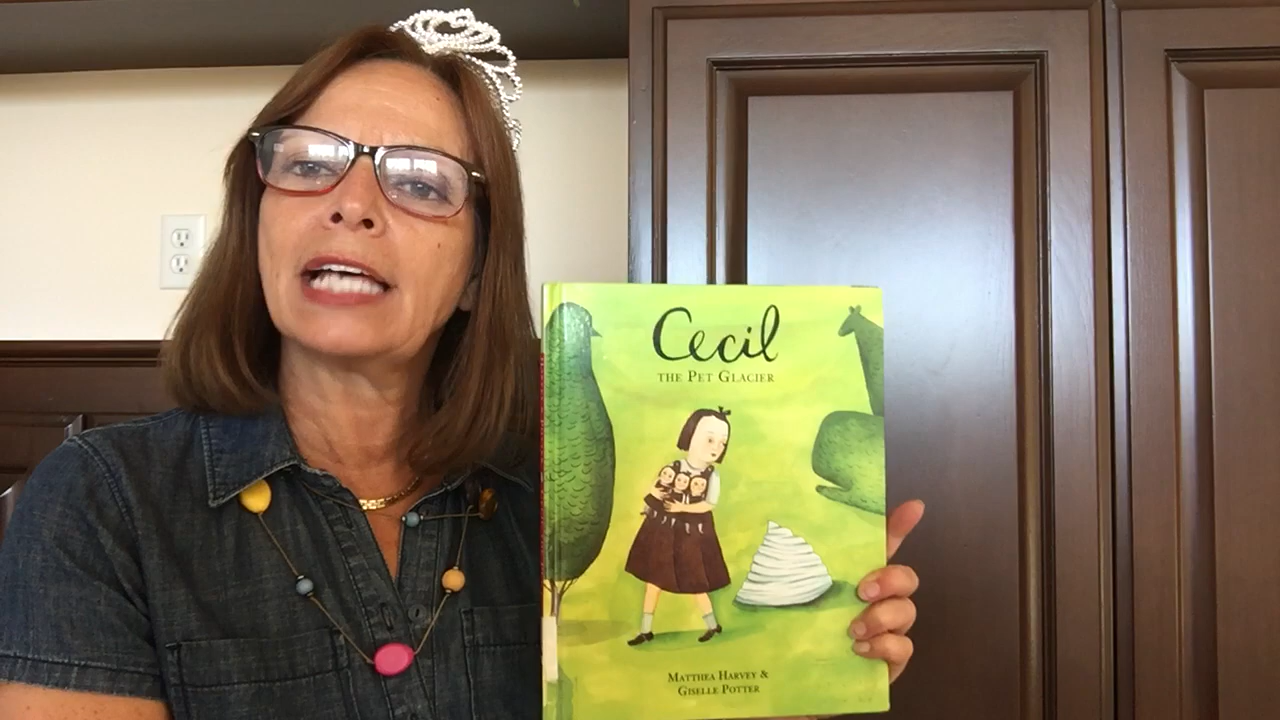 Cecil
THE PET GLACIER
MATTHEA HARVEY &
GISELLE POTTER